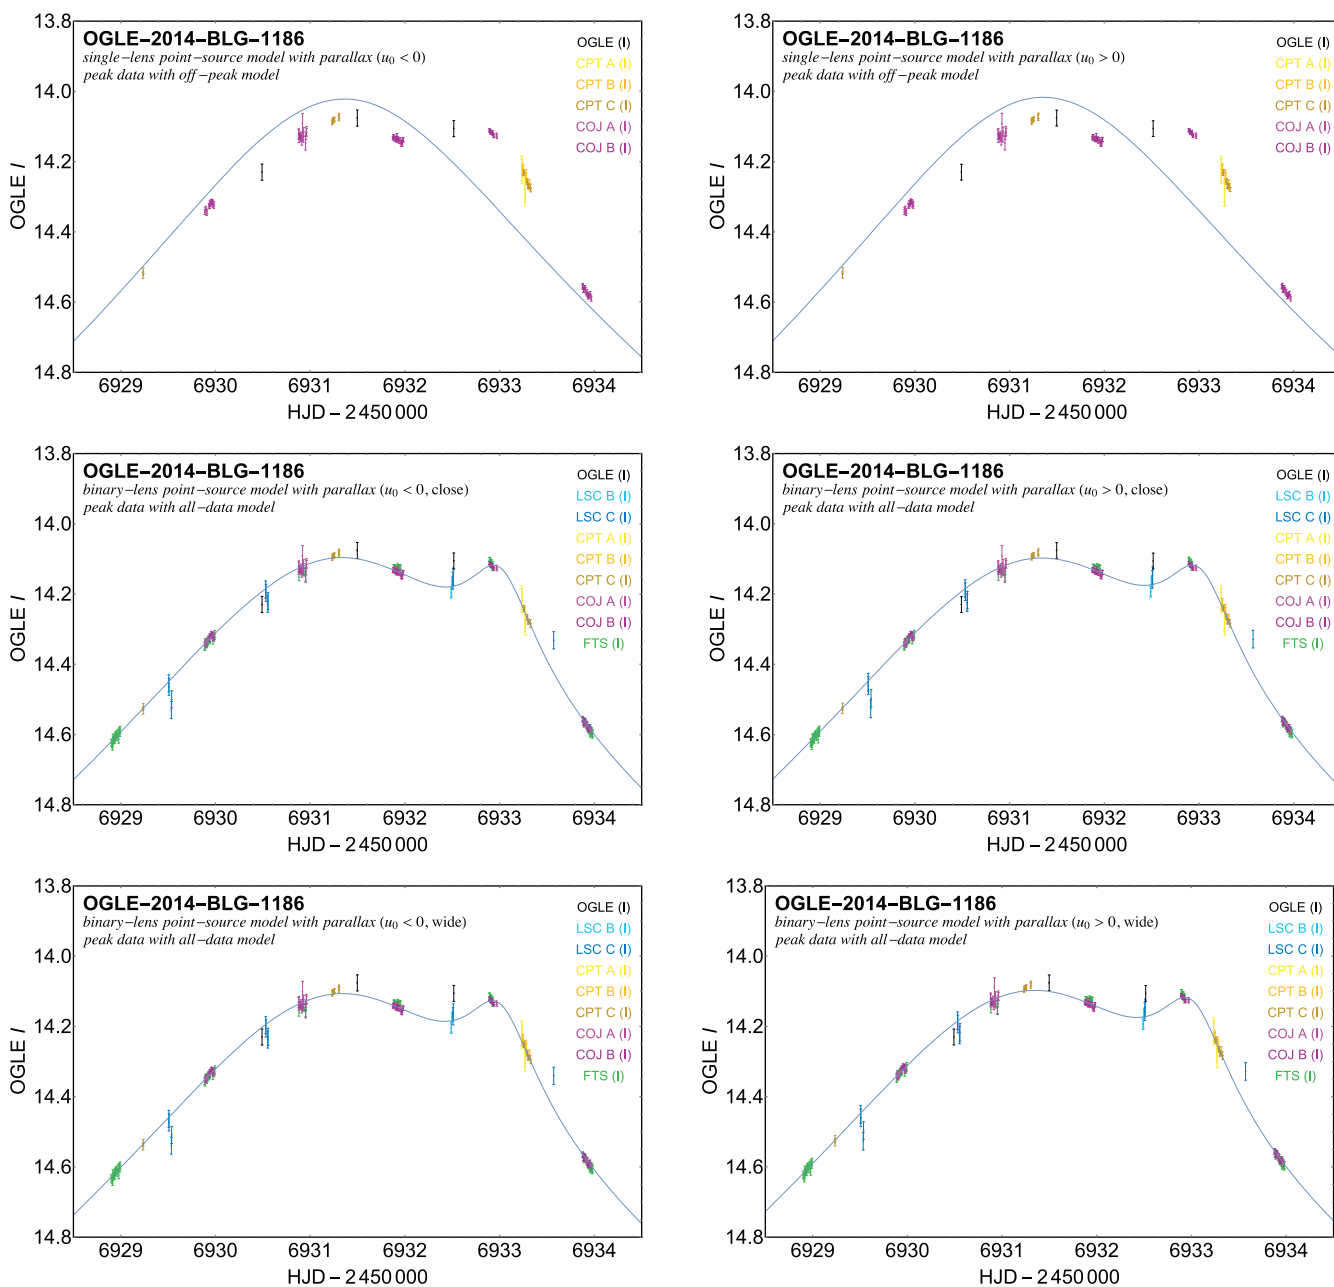 OGLE−2014−BLG−1186
single−lens point−source model with parallax (u0 < 0)
peak data with off−peak model
OGLE (I)
CPT A (I)
CPT B (I)
CPT C (I)
COJ A (I)
COJ B (I)
13.8
14.0
14.2
14.4
14.6
14.8
OGLE I
6929 6930 6931 6932 6933 6934
HJD − 2 450 000
OGLE−2014−BLG−1186
single−lens point−source model with parallax (u0 > 0)
peak data with off−peak model
OGLE (I)
CPT A (I)
CPT B (I)
CPT C (I)
COJ A (I)
COJ B (I)
13.8
14.0
14.2
14.4
14.6
14.8
OGLE I
6929 6930 6931 6932 6933 6934
HJD − 2 450 000
OGLE−2014−BLG−1186
binary−lens point−source model with parallax (u0 < 0, close)
peak data with all−data model
OGLE (I)
LSC B (I)
LSC C (I)
CPT A (I)
CPT B (I)
CPT C (I)
COJ A (I)
COJ B (I)
FTS (I)
13.8
14.0
14.2
14.4
14.6
14.8
OGLE I
6929 6930 6931 6932 6933 6934
HJD − 2 450 000
OGLE−2014−BLG−1186
binary−lens point−source model with parallax (u0 > 0, close)
peak data with all−data model
OGLE (I)
LSC B (I)
LSC C (I)
CPT A (I)
CPT B (I)
CPT C (I)
COJ A (I)
COJ B (I)
FTS (I)
13.8
14.0
14.2
14.4
14.6
14.8
OGLE I
6929 6930 6931 6932 6933 6934
HJD − 2 450 000
OGLE−2014−BLG−1186
binary−lens point−source model with parallax (u0 < 0, wide)
peak data with all−data model
OGLE (I)
LSC B (I)
LSC C (I)
CPT A (I)
CPT B (I)
CPT C (I)
COJ A (I)
COJ B (I)
FTS (I)
13.8
14.0
14.2
14.4
14.6
14.8
OGLE I
6929 6930 6931 6932 6933 6934
HJD − 2 450 000
OGLE−2014−BLG−1186
binary−lens point−source model with parallax (u0 > 0, wide)
peak data with all−data model
OGLE (I)
LSC B (I)
LSC C (I)
CPT A (I)
CPT B (I)
CPT C (I)
COJ A (I)
COJ B (I)
FTS (I)
13.8
14.0
14.2
14.4
14.6
14.8
OGLE I
6929 6930 6931 6932 6933 6934
HJD − 2 450 000